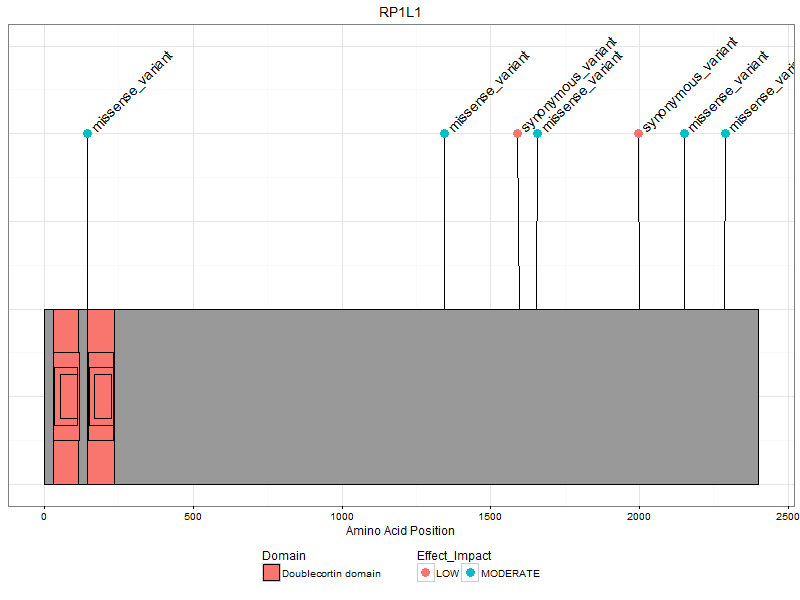 RP1L1
missense_variant
missense_variant
synonymous_variant
missense_variant
synonymous_variant
missense_variant
missense_vari
0 500 1000 1500 2000 2500
Amino Acid Position
Domain Effect_Impact
Doublecortin domain LOW MODERATE